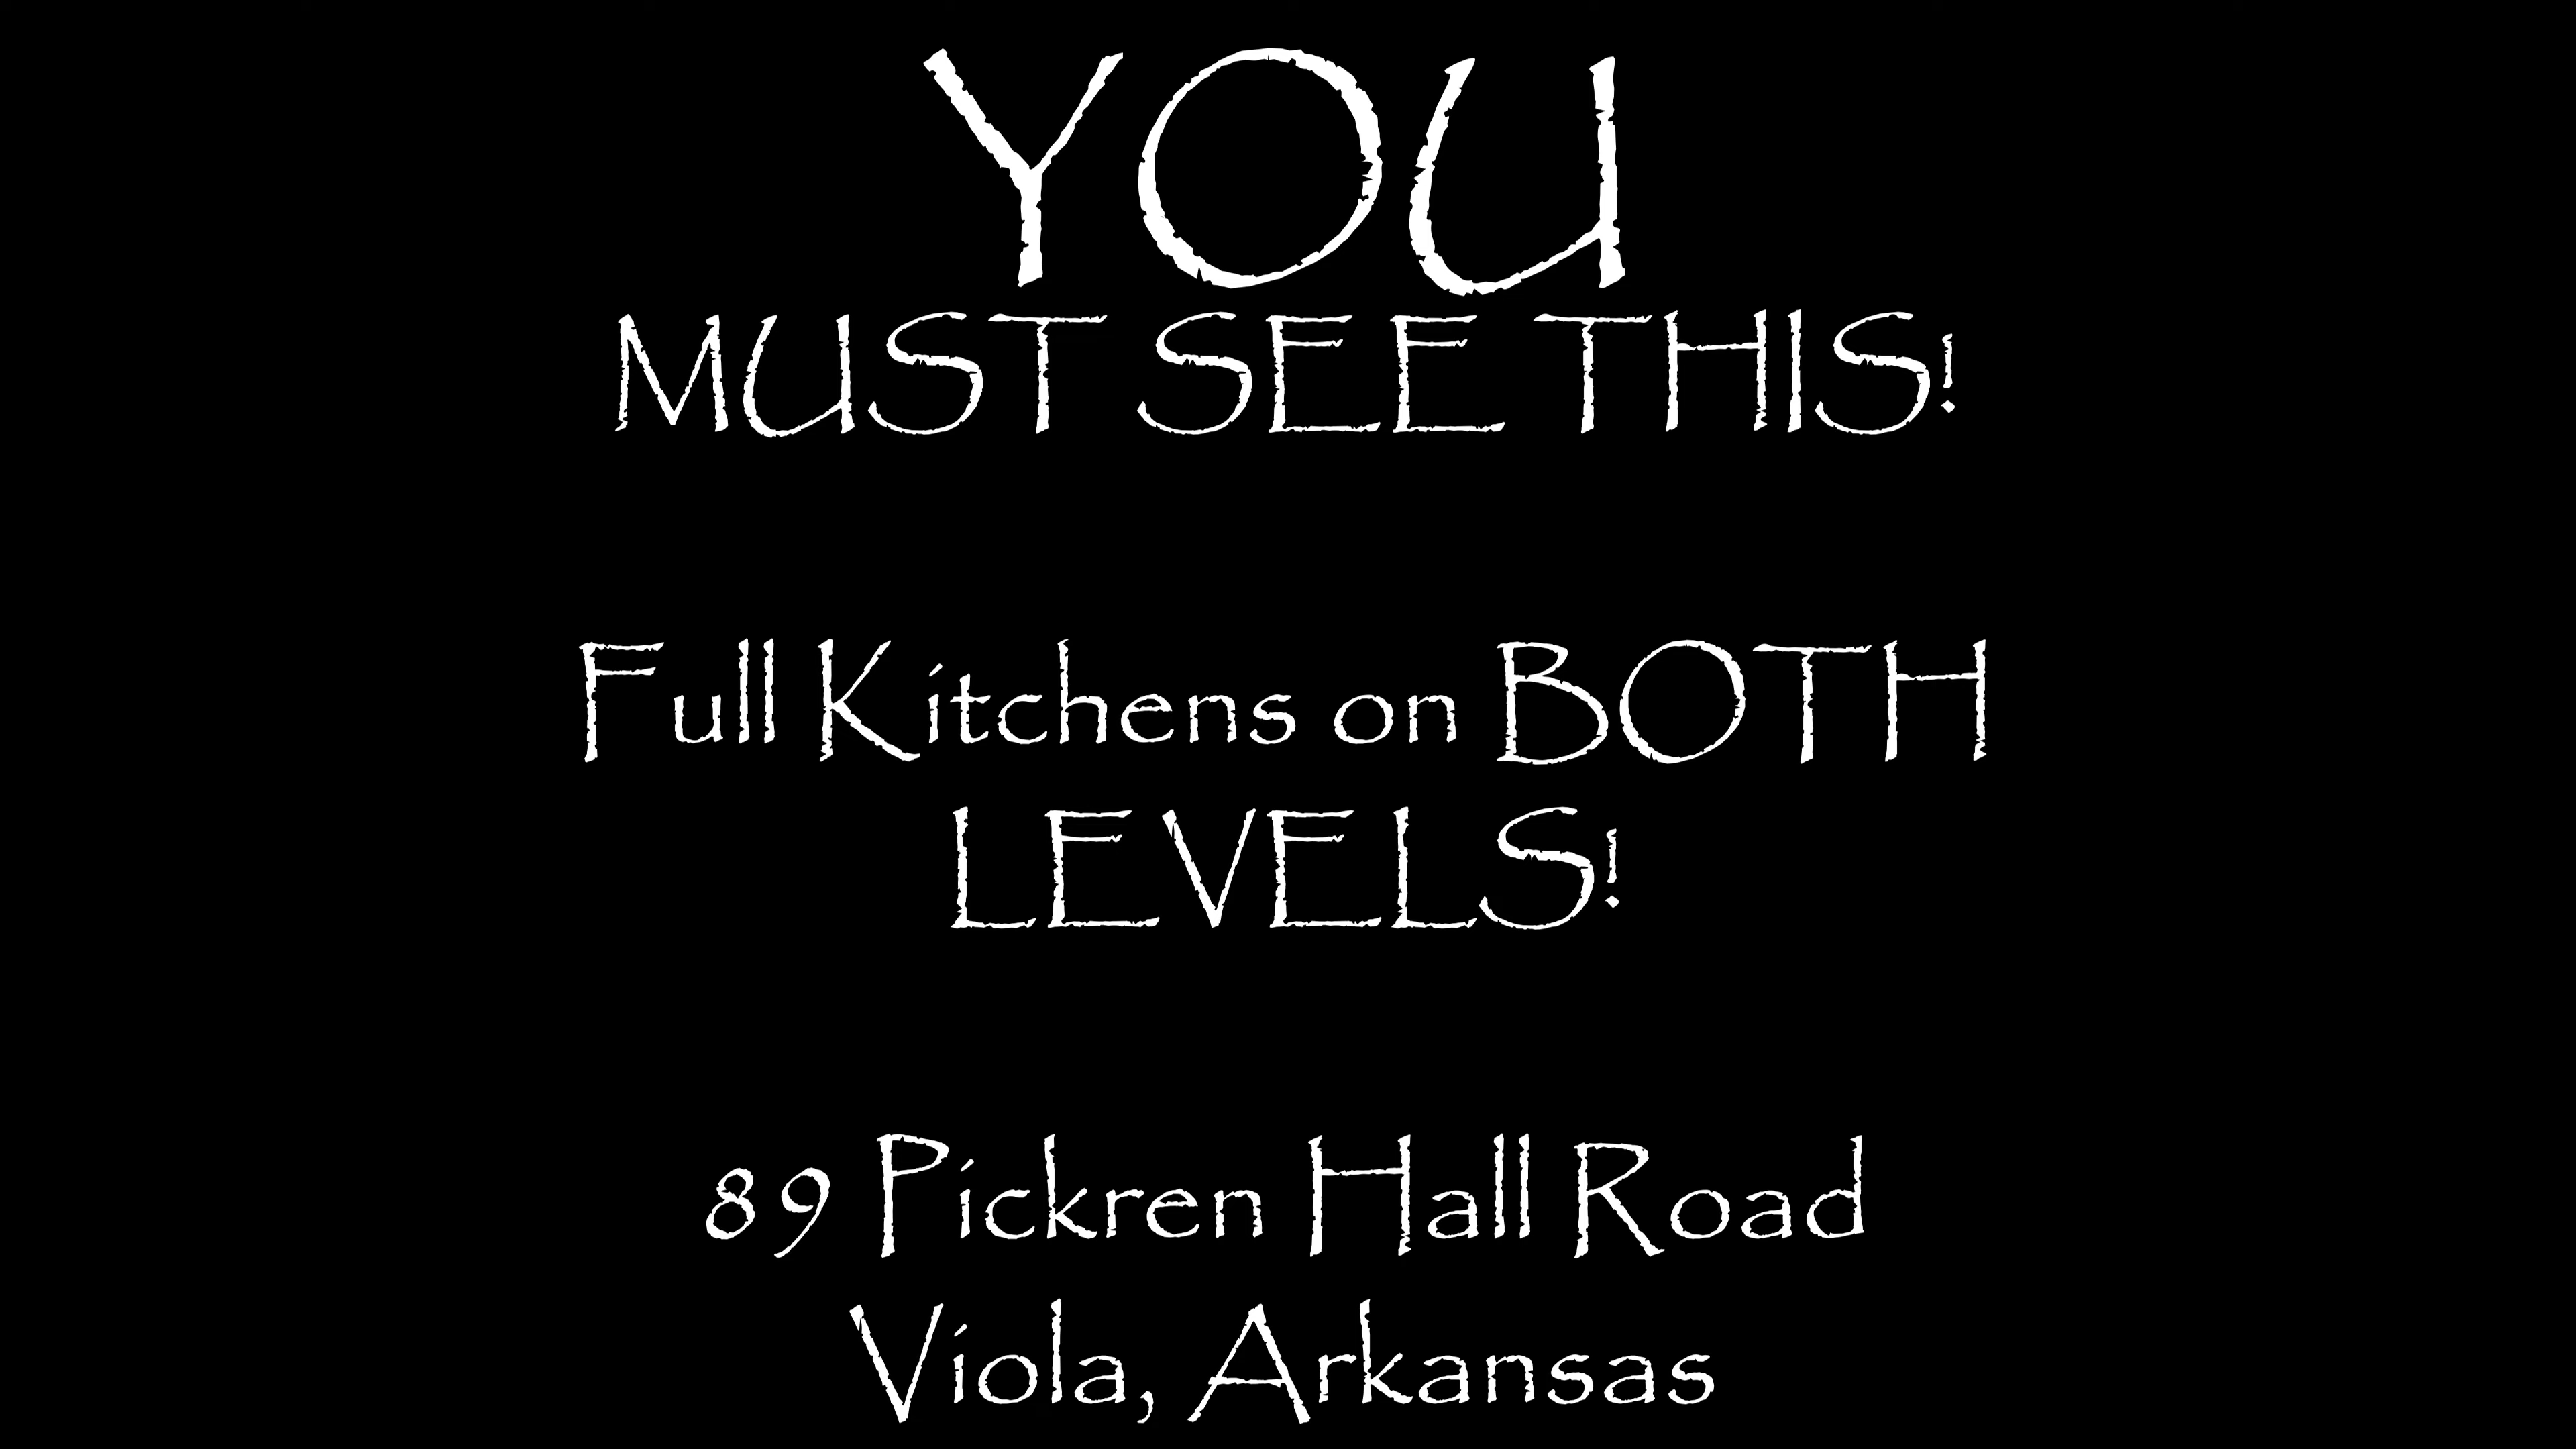 YOU
MUST SEE THIS!
Full Kitchens on BOTH
LEVELS!
89 Pickren Hall Road
Viola, Arkansas